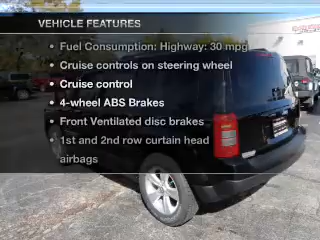 VEHICLE FEATURES
Fuel Consumption: Highway: 30 mpg
Cruise controls on steering wheel
Cruise control
4-wheel ABS Brakes
Front Ventilated disc brakes
1st and 2nd row curtain head
airbags